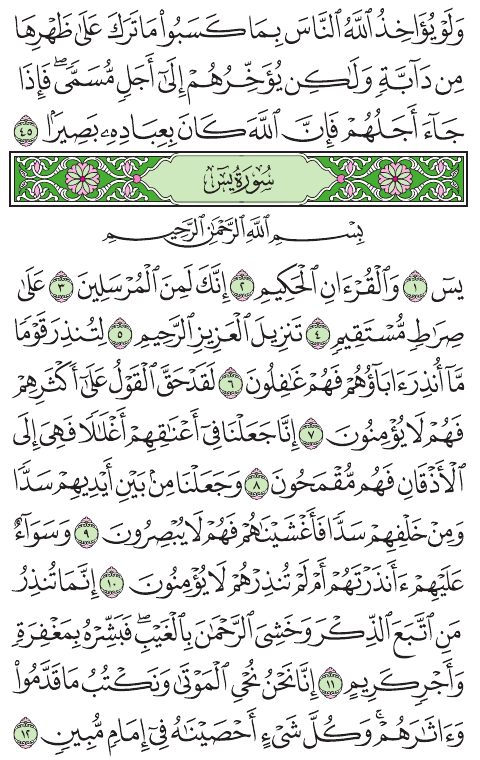 وَلَوْ يُؤَاخِذُ ٱللَّهُ ٱلنَّاسَ بِمَا كَسَبُوا۟ مَا تَرَكَ عَلَىٰ ظَهْرِهَا
مِن دَآبَّةٍ وَلَٰكِن يُؤَخِّرُهُمْ إِلَىٰٓ أَجَلٍ مُّسَمًّى ۖ فَإِذَا
جَآءَ أَجَلُهُمْ فَإِنَّ ٱللَّهَ كَانَ بِعِبَادِهِۦ بَصِيرًۢا ٤٥
سُورَةُ يسٓ
بِسْمِ ٱللَّهِ ٱلرَّحْمَٰنِ ٱلرَّحِيمِ
يسٓ ١ وَٱلْقُرْءَانِ ٱلْحَكِيمِ ٢ إِنَّكَ لَمِنَ ٱلْمُرْسَلِينَ ٣ عَلَىٰ
صِرَٰطٍ مُّسْتَقِيمٍ ٤ تَنزِيلَ ٱلْعَزِيزِ ٱلرَّحِيمِ ٥ لِتُنذِرَ قَوْمًا
مَّآ أُنذِرَ ءَابَآؤُهُمْ فَهُمْ غَٰفِلُونَ ٦ لَقَدْ حَقَّ ٱلْقَوْلُ عَلَىٰٓ أَكْثَرِهِمْ
فَهُمْ لَا يُؤْمِنُونَ ٧ إِنَّا جَعَلْنَا فِىٓ أَعْنَٰقِهِمْ أَغْلَٰلًا فَهِىَ إِلَى
ٱلْأَذْقَانِ فَهُم مُّقْمَحُونَ ٨ وَجَعَلْنَا مِنۢ بَيْنِ أَيْدِيهِمْ سَدًّا
وَمِنْ خَلْفِهِمْ سَدًّا فَأَغْشَيْنَٰهُمْ فَهُمْ لَا يُبْصِرُونَ ٩ وَسَوَآءٌ
عَلَيْهِمْ ءَأَنذَرْتَهُمْ أَمْ لَمْ تُنذِرْهُمْ لَا يُؤْمِنُونَ ١٠ إِنَّمَا تُنذِرُ
مَنِ ٱتَّبَعَ ٱلذِّكْرَ وَخَشِىَ ٱلرَّحْمَٰنَ بِٱلْغَيْبِ ۖ فَبَشِّرْهُ بِمَغْفِرَةٍ
وَأَجْرٍ كَرِيمٍ ١١ إِنَّا نَحْنُ نُحْىِ ٱلْمَوْتَىٰ وَنَكْتُبُ مَا قَدَّمُوا۟
وَءَاثَٰرَهُمْ ۚ وَكُلَّ شَىْءٍ أَحْصَيْنَٰهُ فِىٓ إِمَامٍ مُّبِينٍ ١٢